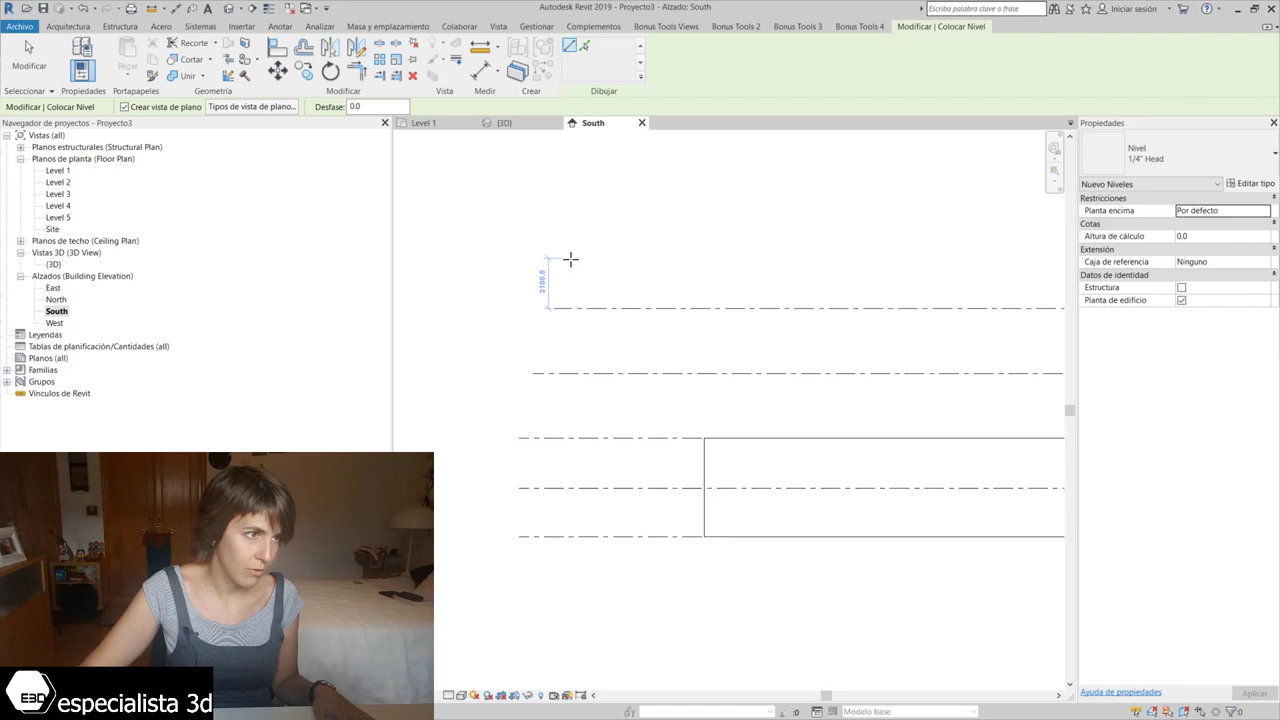 Autodesk Revit 2019 - Proyecto3 - Alzado: South
Escriba palabra clave o frase
Iniciar sesión
Archivo Arquitectura Estructura Acero Sistemas Insertar Anotar Analizar Masa y emplazamiento Colaborar Vista Gestionar Complementos Bonus Tools Bonus Tools 2 Bonus Tools 3 Bonus Tools 4 Modificar | Colocar Nivel
Modificar
Pegar
Recorte
Cortar
Unir
Seleccionar Propiedades Portapapeles Geometría Modificar Vista Medir Crear Dibujar
Modificar | Colocar Nivel Crear vista de plano Tipos de vista de plano... Desfase: 0.0
Navegador de proyectos - Proyecto3
Vistas (all)
Planos estructurales (Structural Plan)
Planos de planta (Floor Plan)
Level 1
Level 2
Level 3
Level 4
Level 5
Site
Planos de techo (Ceiling Plan)
Vistas 3D (3D View)
{3D}
Alzados (Building Elevation)
East
North
South
West
Leyendas
Tablas de planificación/Cantidades (all)
Planos (all)
Familias
Grupos
Vínculos de Revit
Level 1 {3D} South
3100.0
Propiedades
Nivel
1/4" Head
Nuevo Niveles Editar tipo
Restricciones
Planta encima Por defecto
Cotas
Altura de cálculo 0.0
Extensión
Caja de referencia Ninguno
Datos de identidad
Estructura
Planta de edificio
Ayuda de propiedades Aplicar
:0 Modelo base :0
E3D especialista 3d